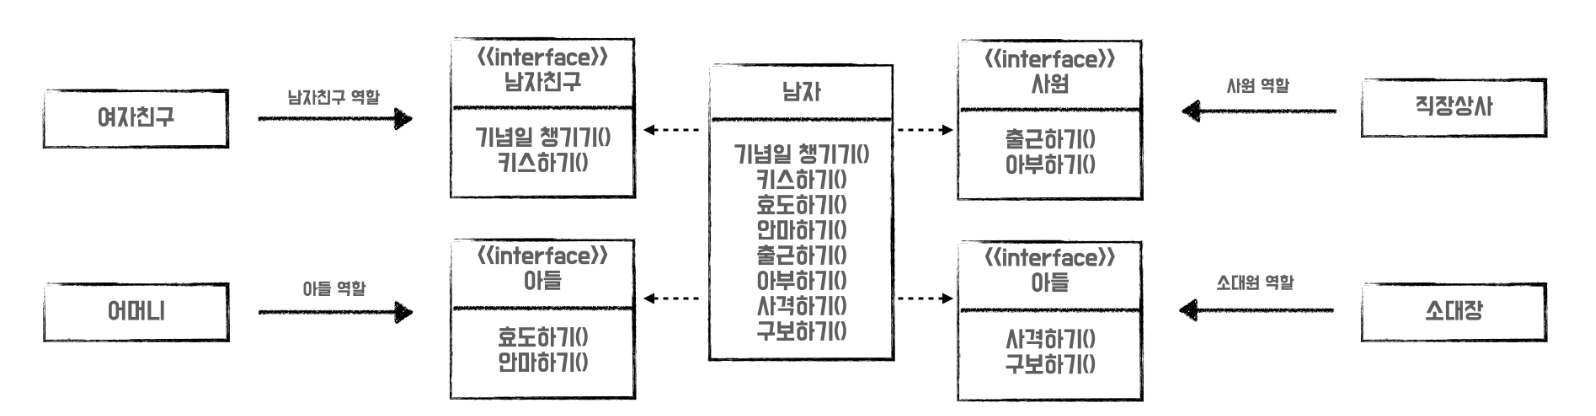 여자친구
남자친구 역할
<<interface>>
남자친구
기념일 챙기기()
키스하기()
어머니
아들 역할
<<interface>>
아들
효도하기()
안마하기()
남자
기념일 챙기기()
키스하기()
효도하기()
안마하기()
출근하기()
아부하기()
사격하기()
구보하기()
<<interface>>
사원
출근하기()
아부하기()
사원 역할
직장상사
<<interface>>
아들
사격하기()
구보하기()
소대원 역할
소대장